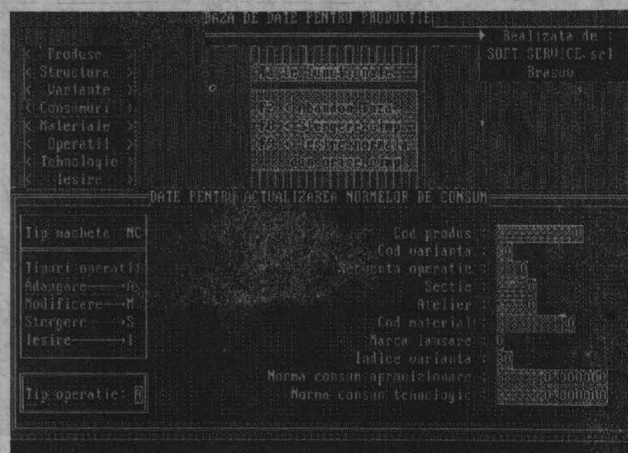 BAZA DE DATE PENTRU PRODUCTIE
Realizata de :
SOFT SERVICE srl
Brasov
< Produse >
< Structura >
< Variante >
< Consumuri >
< Materiale >
< Operatii >
< Tehnologie >
< Iesire >
DATE PENTRU ACTUALIZAREA NORMELOR DE CONSUM
Tip macheta: NC
Tipuri operatii
Adaugare A
Modificare M
Stergere S
Iesire I
Tip operatie: A
Cod produs :
Cod varianta :
Secventa operatie :
Sectie :
Atelier :
Cod material :
Marca lansare :
Indice varianta :
Norma consum aprovizionare :
Norma consum tehnologic :